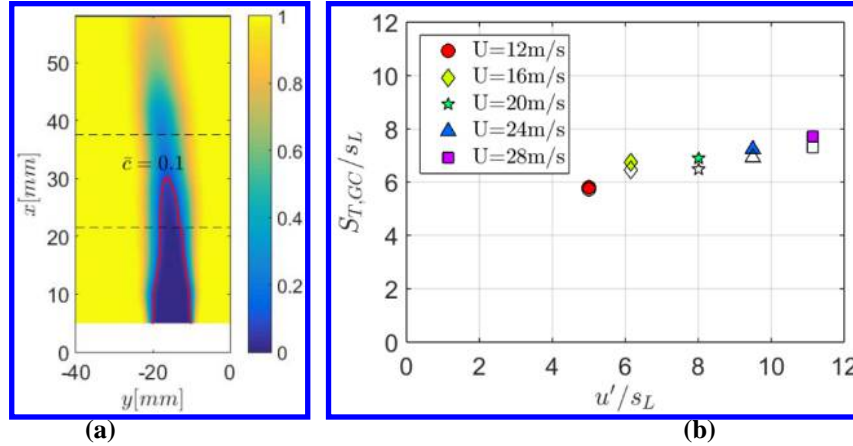 50
40
30
20
10
0
x[mm]
c̃ = 0.1
-40
-20
0
y[mm]
1
0.8
0.6
0.4
0.2
0
(a)
12
10
8
6
4
2
0
S_{T,GC}/s_L
U=12m/s
U=16m/s
U=20m/s
U=24m/s
U=28m/s
0 2 4 6 8 10 12
u'/s_L
(b)